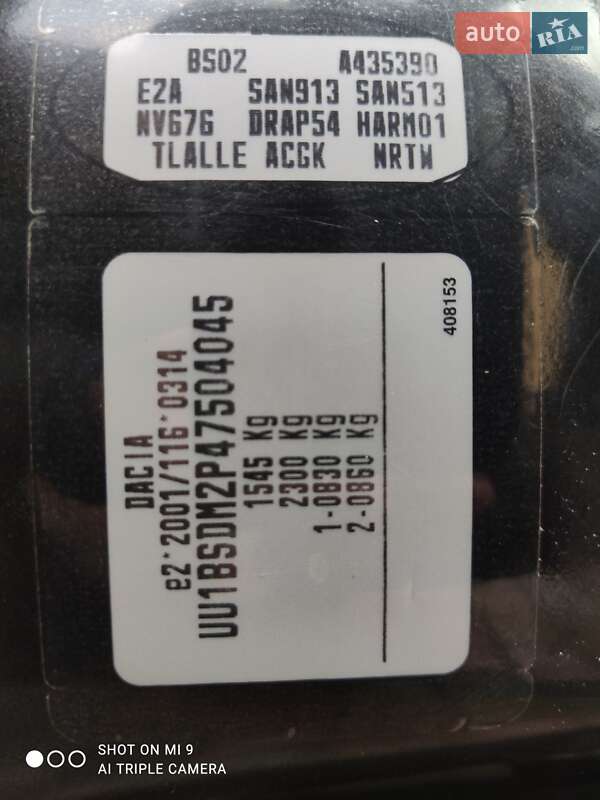 auto RIA .com
BS02 A435390
E2A SAN913 SAN513
NV676 DRAP54 HARM01
TLALLE ACGK NRTW
DACIA
e2*2001/116*0314
UU1BSDM2P47504045
1545 Kg
2300 Kg
1-0830 Kg
2-0860 Kg
408153
SHOT ON MI 9
AI TRIPLE CAMERA